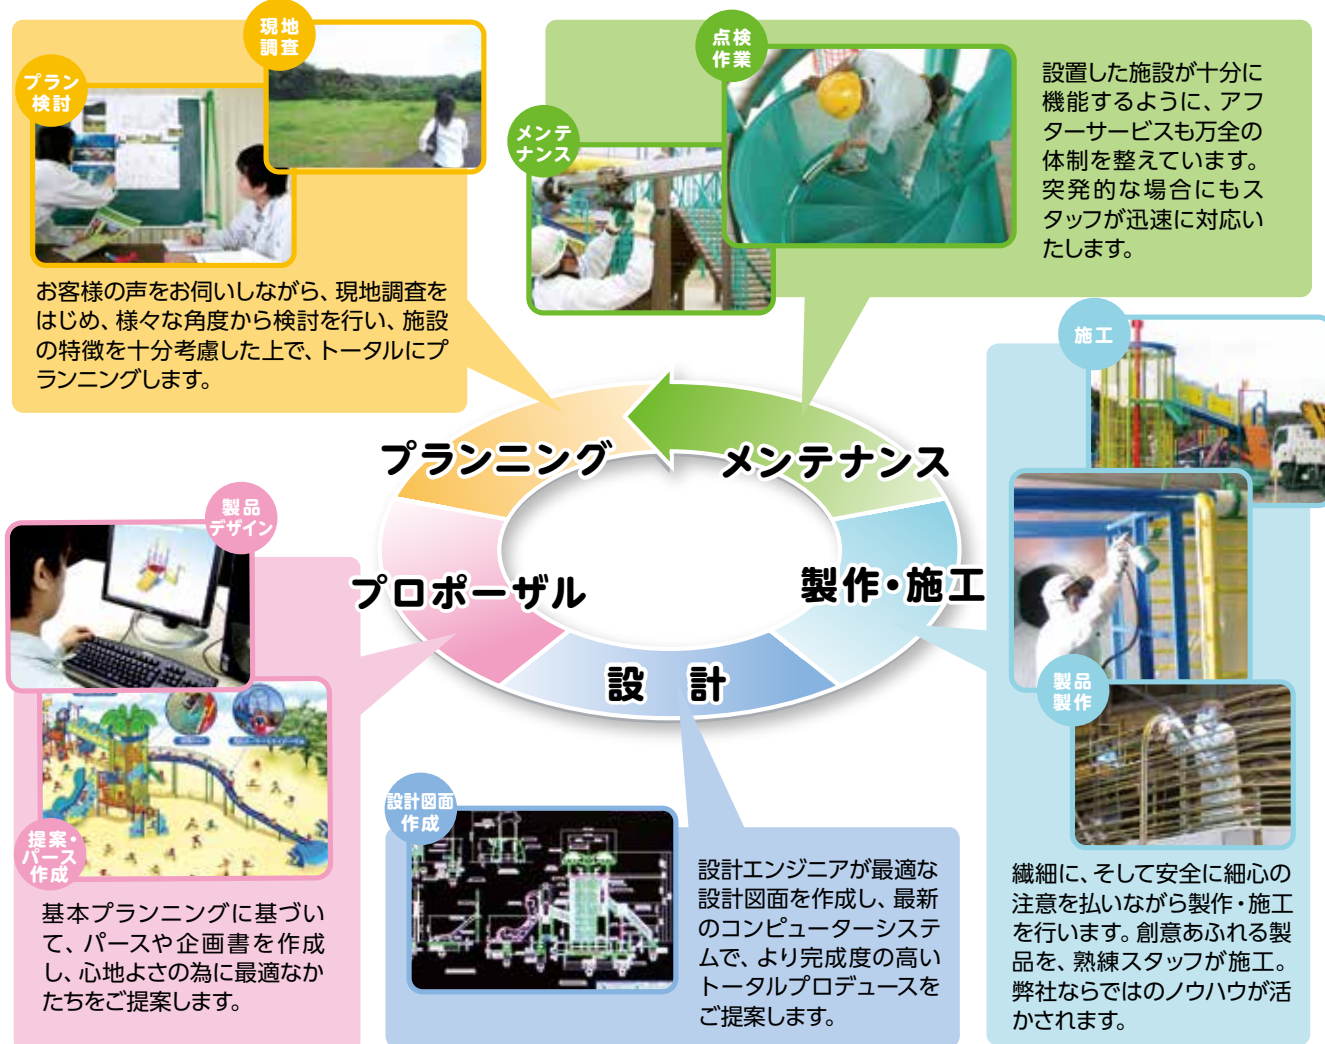 現地
調査
プラン
検討
お客様の声をお伺いしながら、現地調査を
はじめ、様々な角度から検討を行い、施設
の特徴を十分考慮した上で、トータルにプ
ランニングします。
点検
作業
メンテ
ナンス
設置した施設が十分に
機能するように、アフ
ターサービスも万全の
体制を整えています。
突発的な場合にもス
タッフが迅速に対応い
たします。
プランニング
メンテナンス
プロポーザル
製作・施工
設 計
製品
デザイン
提案・
パース
作成
基本プランニングに基づい
て、パースや企画書を作成
し、心地よさの為に最適なか
たちをご提案します。
設計図面
作成
設計エンジニアが最適な
設計図面を作成し、最新
のコンピューターシステ
ムで、より完成度の高い
トータルプロデュースを
ご提案します。
施工
製品
製作
繊細に、そして安全に細心の
注意を払いながら製作・施工
を行います。創意あふれる製
品を、熟練スタッフが施工。
弊社ならではのノウハウが活
かされます。